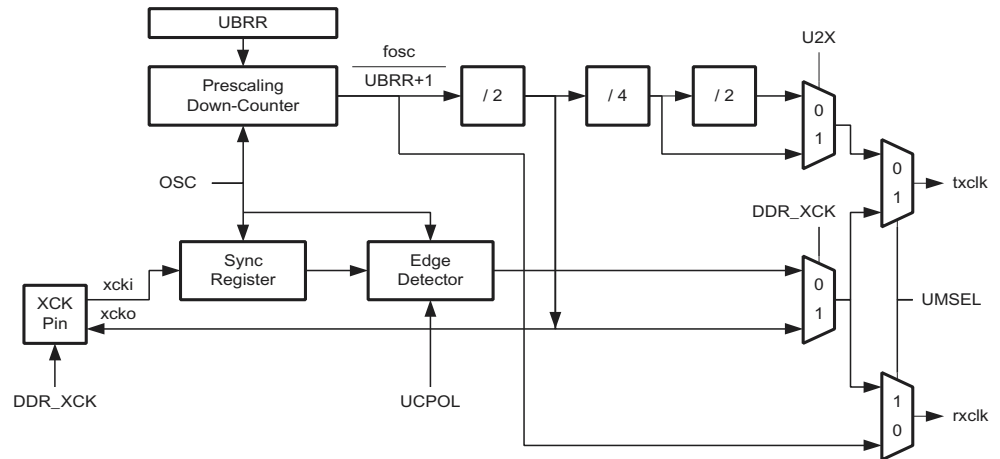 UBRR
fosc
UBRR+1
U2X
Prescaling
Down-Counter
/ 2
/ 4
/ 2
0
1
OSC
0
1
txclk
DDR_XCK
xcki
Sync
Register
Edge
Detector
0
1
XCK
Pin
xcko
UMSEL
DDR_XCK
UCPOL
1
0
rxclk